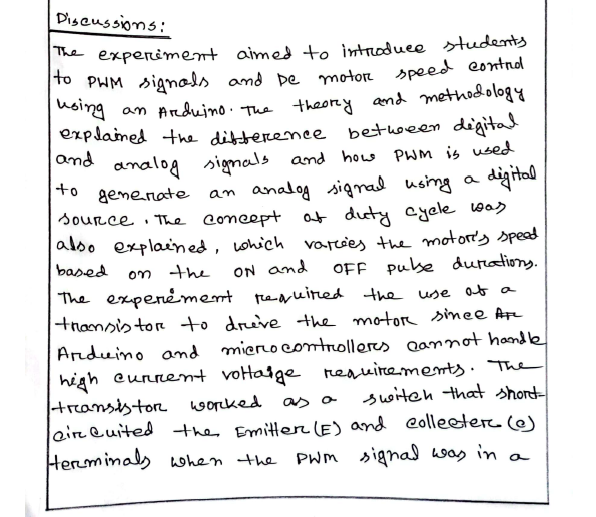 Discussions:
The experiment aimed to introduce students
to PWM signals and DC motor speed control
using an Arduino. The theory and methodology
explained the difference between digital
and analog signals and how PWM is used
to generate an analog signal using a digital
source. The concept of duty cycle was
also explained, which varies the motor's speed
based on the ON and OFF pulse durations.
The experiment required the use of a
transistor to drive the motor since Ar
Arduino and microcontrollers cannot handle
high current voltage requirements. The
transistor worked as a switch that short-
circuited the Emitter (E) and collecter (c)
terminals when the PWM signal was in a